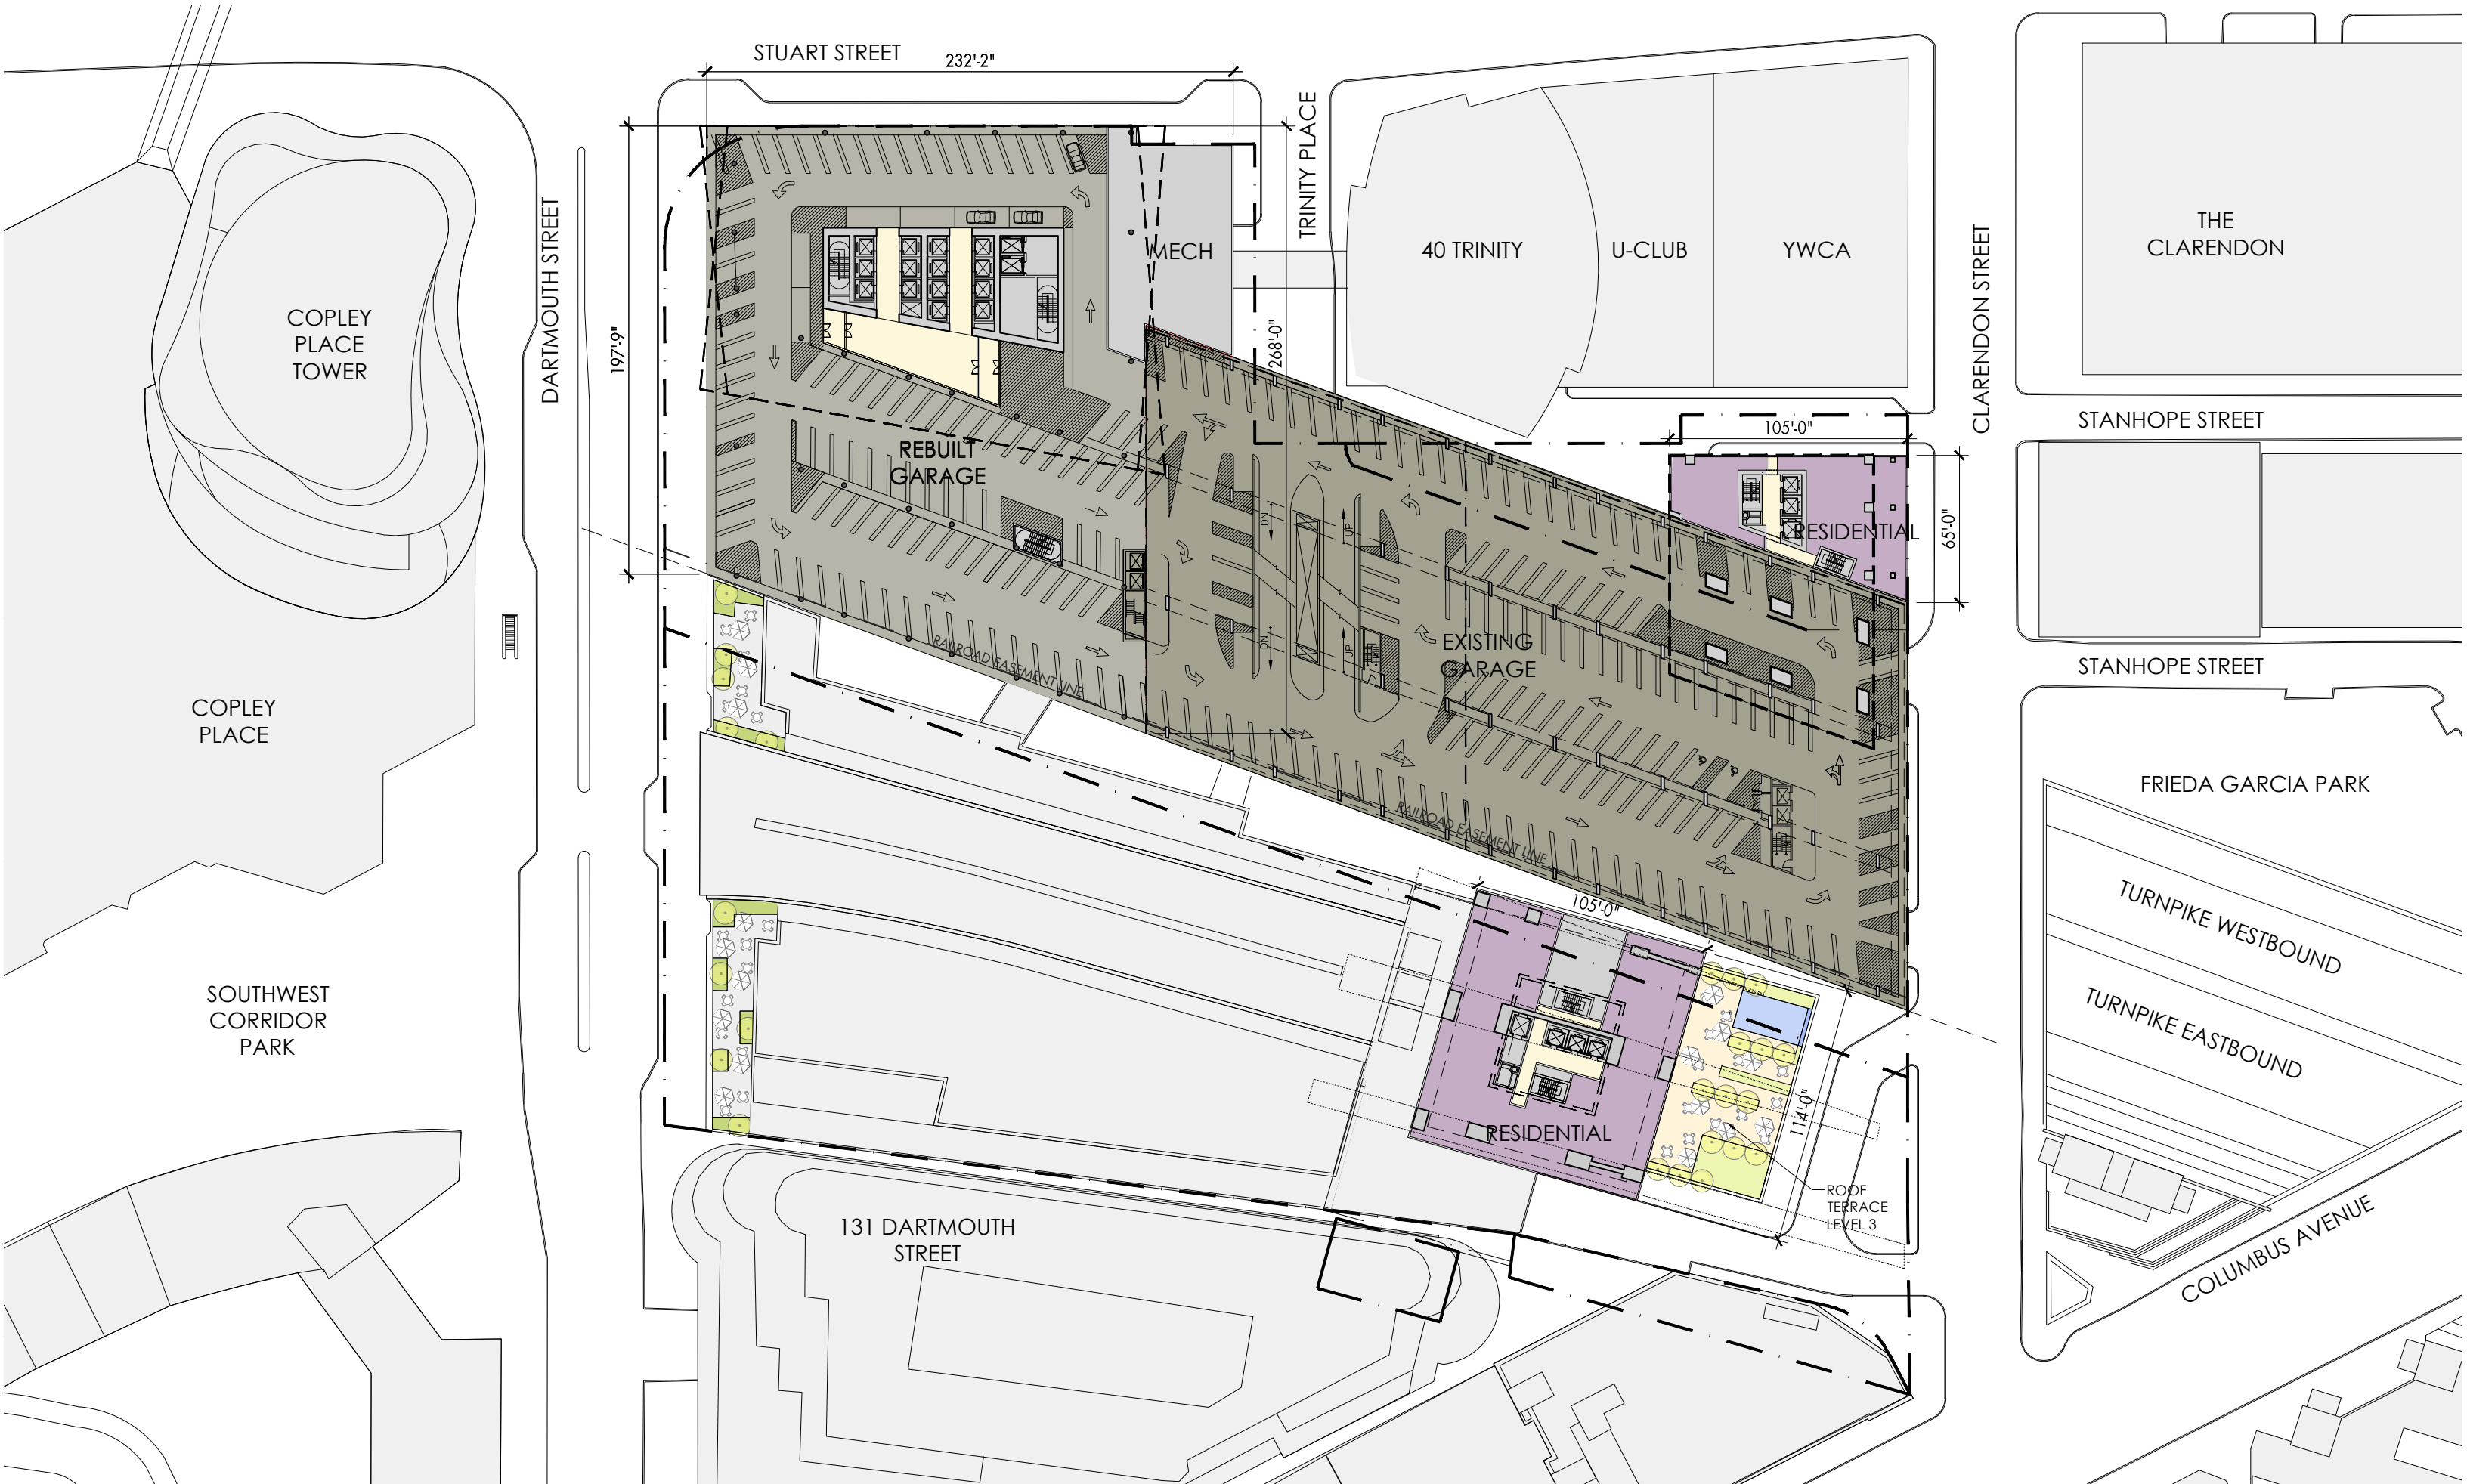 STUART STREET
232'-2"
TRINITY PLACE
DARTMOUTH STREET
197'-9"
268'-0"
MECH
40 TRINITY
U-CLUB
YWCA
CLARENDON STREET
THE
CLARENDON
COPLEY
PLACE
TOWER
STANHOPE STREET
105'-0"
REBUILT
GARAGE
RESIDENTIAL
65'-0"
DN
UP
DN
UP
EXISTING
GARAGE
RAILROAD EASEMENT LINE
STANHOPE STREET
COPLEY
PLACE
FRIEDA GARCIA PARK
RAILROAD EASEMENT LINE
TURNPIKE WESTBOUND
105'-0"
SOUTHWEST
CORRIDOR
PARK
TURNPIKE EASTBOUND
114'-0"
RESIDENTIAL
ROOF
TERRACE
LEVEL 3
131 DARTMOUTH
STREET
COLUMBUS AVENUE